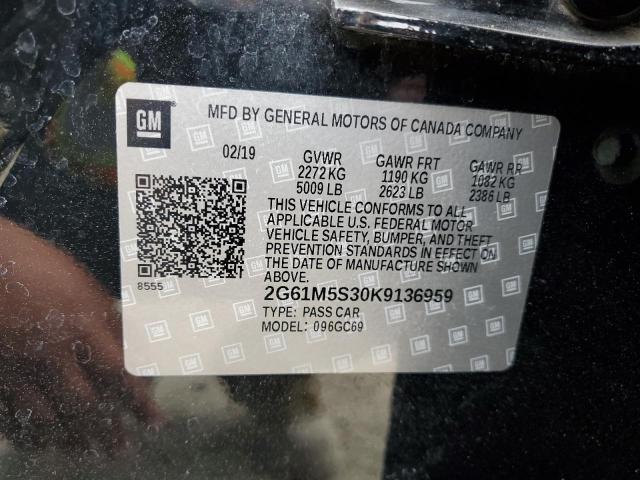 GM
MFD BY GENERAL MOTORS OF CANADA COMPANY
02/19 GVWR GAWR FRT GAWR RR
2272 KG 1190 KG 1082 KG
5009 LB 2623 LB 2386 LB
THIS VEHICLE CONFORMS TO ALL
APPLICABLE U.S. FEDERAL MOTOR
VEHICLE SAFETY, BUMPER, AND THEFT
PREVENTION STANDARDS IN EFFECT ON
THE DATE OF MANUFACTURE SHOWN
ABOVE.
8555
2G61M5S30K9136959
TYPE: PASS CAR
MODEL: 096GC69